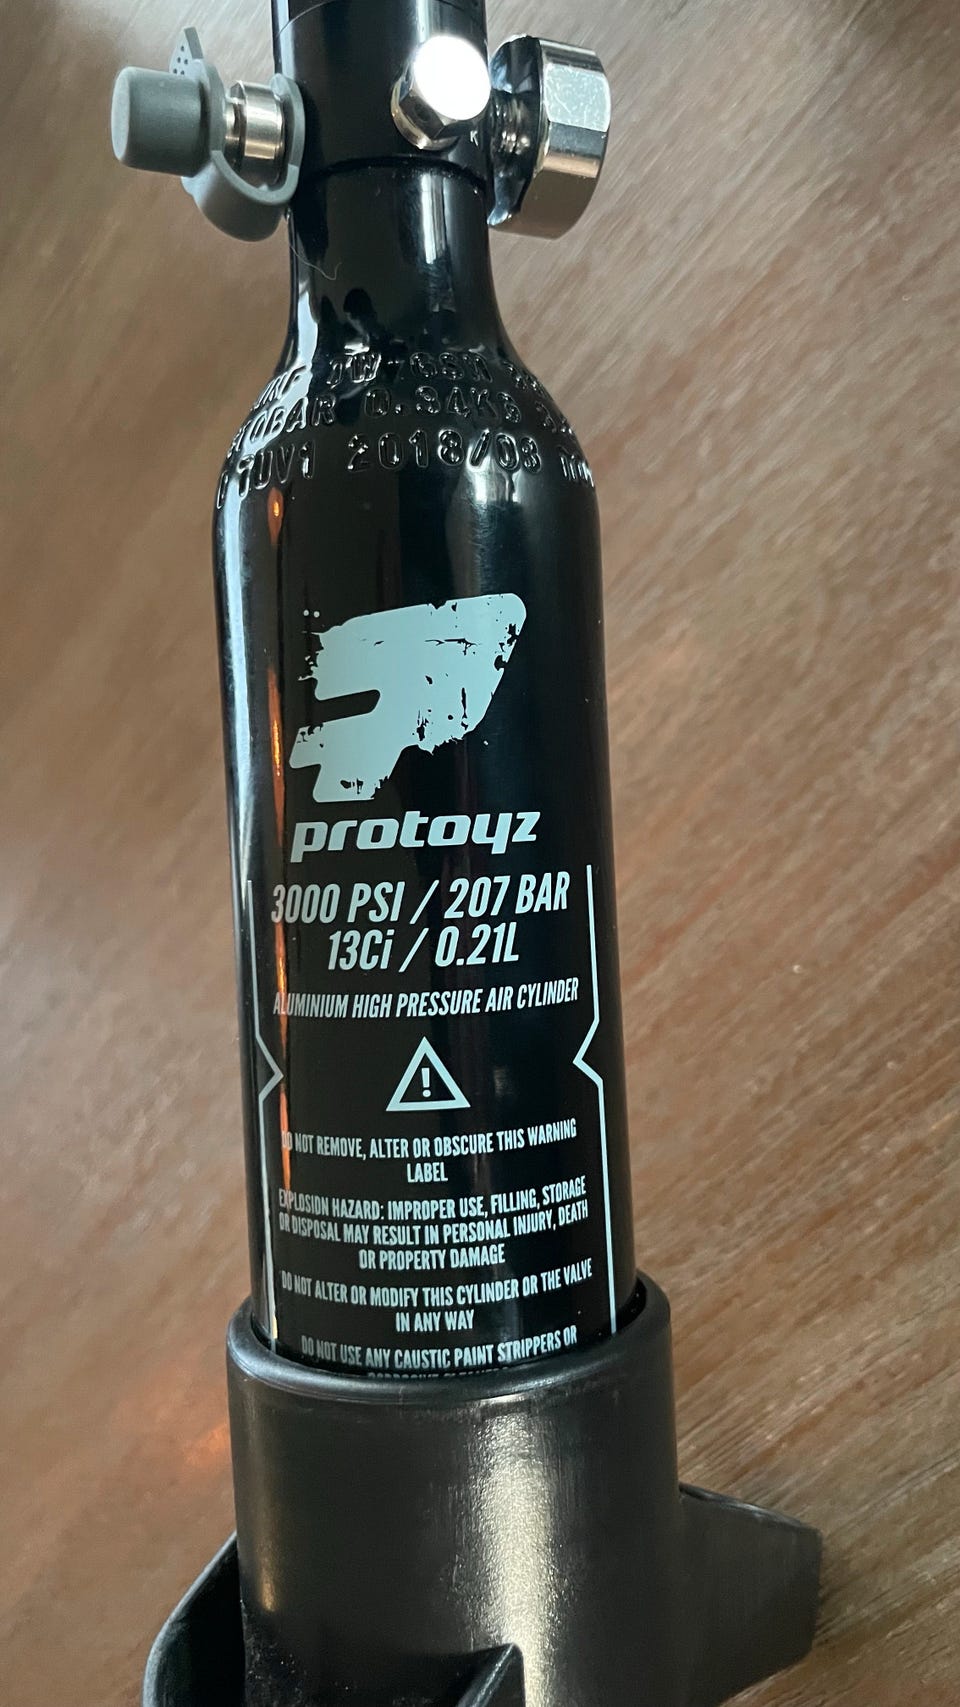 K
0.94KG
TUV1 2018/08
protoyz
3000 PSI / 207 BAR
13Ci / 0.21L
ALUMINIUM HIGH PRESSURE AIR CYLINDER
!
DO NOT REMOVE, ALTER OR OBSCURE THIS WARNING
LABEL
EXPLOSION HAZARD: IMPROPER USE, FILLING, STORAGE
OR DISPOSAL MAY RESULT IN PERSONAL INJURY, DEATH
OR PROPERTY DAMAGE
DO NOT ALTER OR MODIFY THIS CYLINDER OR THE VALVE
IN ANY WAY
DO NOT USE ANY CAUSTIC PAINT STRIPPERS OR